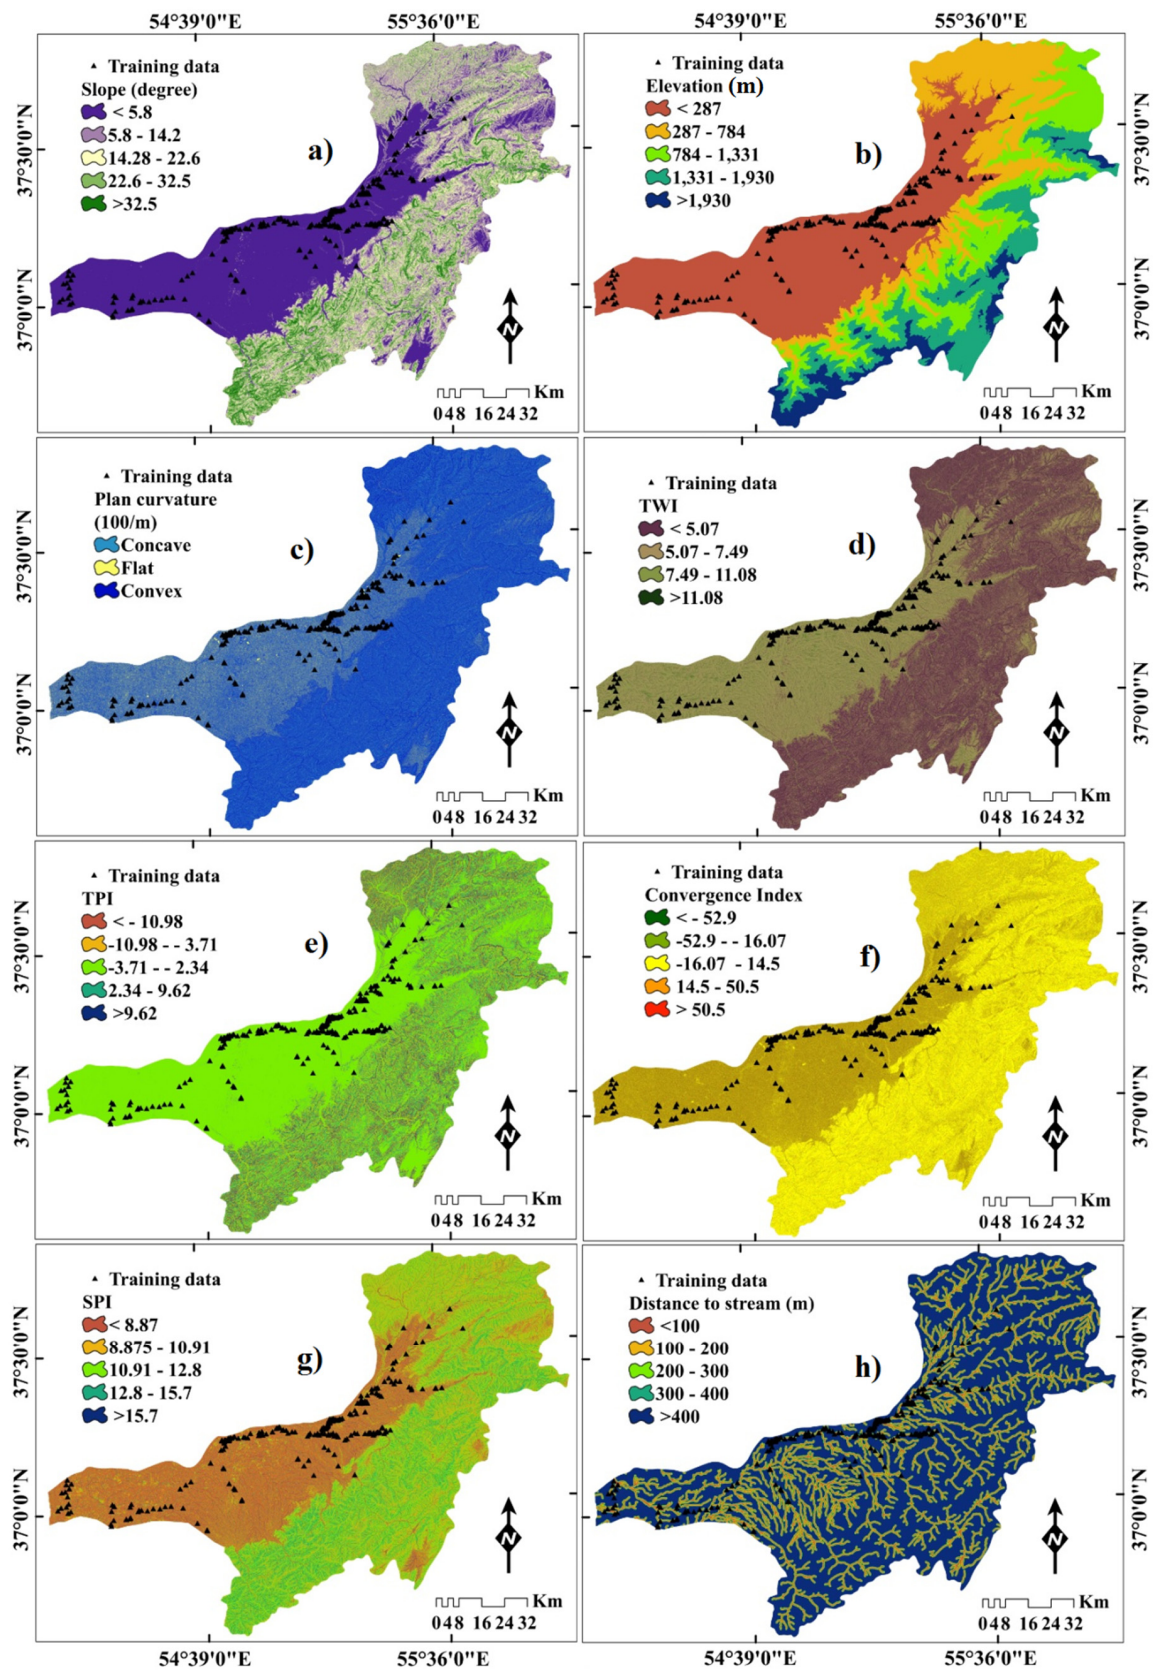 54°39'0"E 55°36'0"E 54°39'0"E 55°36'0"E
37°30'0"N
37°0'0"N
Training data
Slope (degree)
< 5.8
5.8 - 14.2
14.28 - 22.6
22.6 - 32.5
>32.5
a)
N
Km
0 4 8 16 24 32
Training data
Elevation (m)
< 287
287 - 784
784 - 1,331
1,331 - 1,930
>1,930
b)
N
Km
0 4 8 16 24 32
37°30'0"N
37°0'0"N
37°30'0"N
37°0'0"N
Training data
Plan curvature
(100/m)
Concave
Flat
Convex
c)
N
Km
0 4 8 16 24 32
Training data
TWI
< 5.07
5.07 - 7.49
7.49 - 11.08
>11.08
d)
N
Km
0 4 8 16 24 32
37°30'0"N
37°0'0"N
37°30'0"N
37°0'0"N
Training data
TPI
< - 10.98
-10.98 - - 3.71
-3.71 - - 2.34
2.34 - 9.62
>9.62
e)
N
Km
0 4 8 16 24 32
Training data
Convergence Index
< - 52.9
-52.9 - - 16.07
-16.07 - 14.5
14.5 - 50.5
> 50.5
f)
N
Km
0 4 8 16 24 32
37°30'0"N
37°0'0"N
37°30'0"N
37°0'0"N
Training data
SPI
< 8.87
8.875 - 10.91
10.91 - 12.8
12.8 - 15.7
>15.7
g)
N
Km
0 4 8 16 24 32
Training data
Distance to stream (m)
<100
100 - 200
200 - 300
300 - 400
>400
h)
N
Km
0 4 8 16 24 32
37°30'0"N
37°0'0"N
54°39'0"E 55°36'0"E 54°39'0"E 55°36'0"E